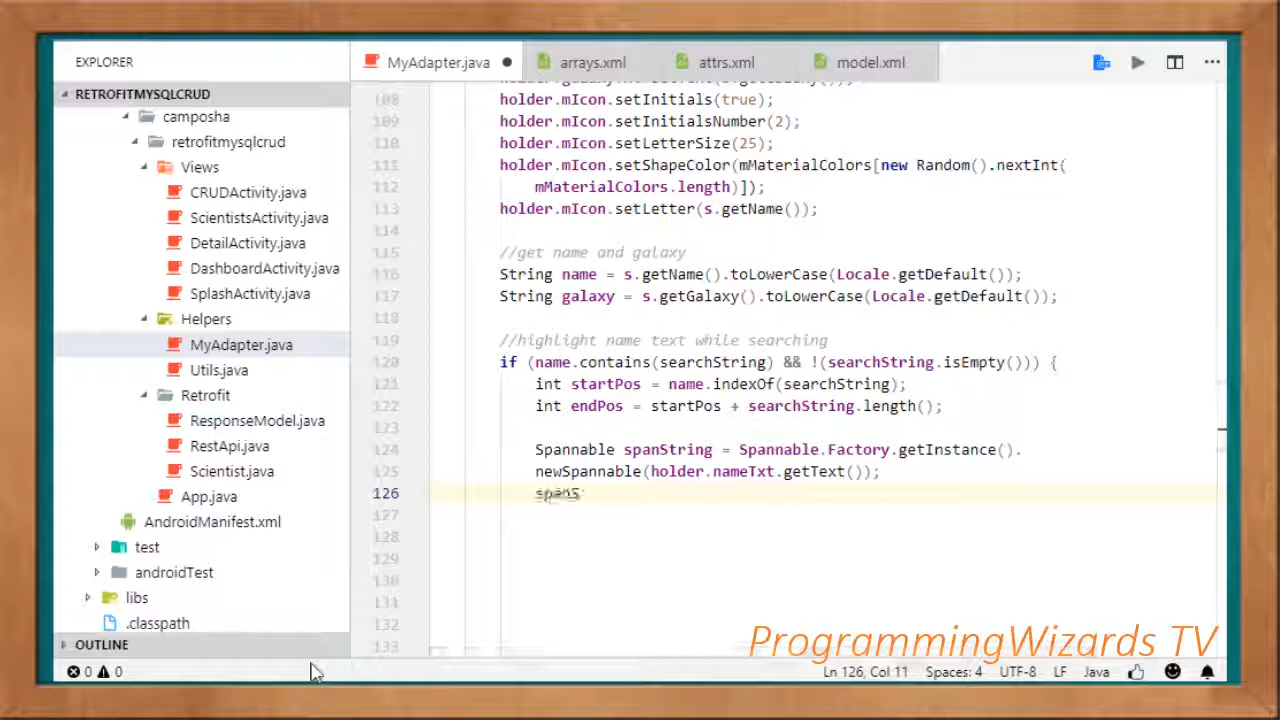 EXPLORER
MyAdapter.java
arrays.xml
attrs.xml
model.xml
RETROFITMYSQLCRUD
camposha
retrofitmysqlcrud
Views
CRUDActivity.java
ScientistsActivity.java
DetailActivity.java
DashboardActivity.java
SplashActivity.java
Helpers
MyAdapter.java
Utils.java
Retrofit
ResponseModel.java
RestApi.java
Scientist.java
App.java
AndroidManifest.xml
test
androidTest
libs
.classpath
OUTLINE
108 holder.mIcon.setInitials(true);
109 holder.mIcon.setInitialsNumber(2);
110 holder.mIcon.setLetterSize(25);
111 holder.mIcon.setShapeColor(mMaterialColors[new Random().nextInt(
112 mMaterialColors.length)]);
113 holder.mIcon.setLetter(s.getName());
114
115 //get name and galaxy
116 String name = s.getName().toLowerCase(Locale.getDefault());
117 String galaxy = s.getGalaxy().toLowerCase(Locale.getDefault());
118
119 //highlight name text while searching
120 if (name.contains(searchString) && !(searchString.isEmpty())) {
121 int startPos = name.indexOf(searchString);
122 int endPos = startPos + searchString.length();
123
124 Spannable spanString = Spannable.Factory.getInstance().
125 newSpannable(holder.nameTxt.getText());
126
127
128
129
130
131
132
133
ProgrammingWizards TV
0 0
Ln 126, Col 11 Spaces: 4 UTF-8 LF Java